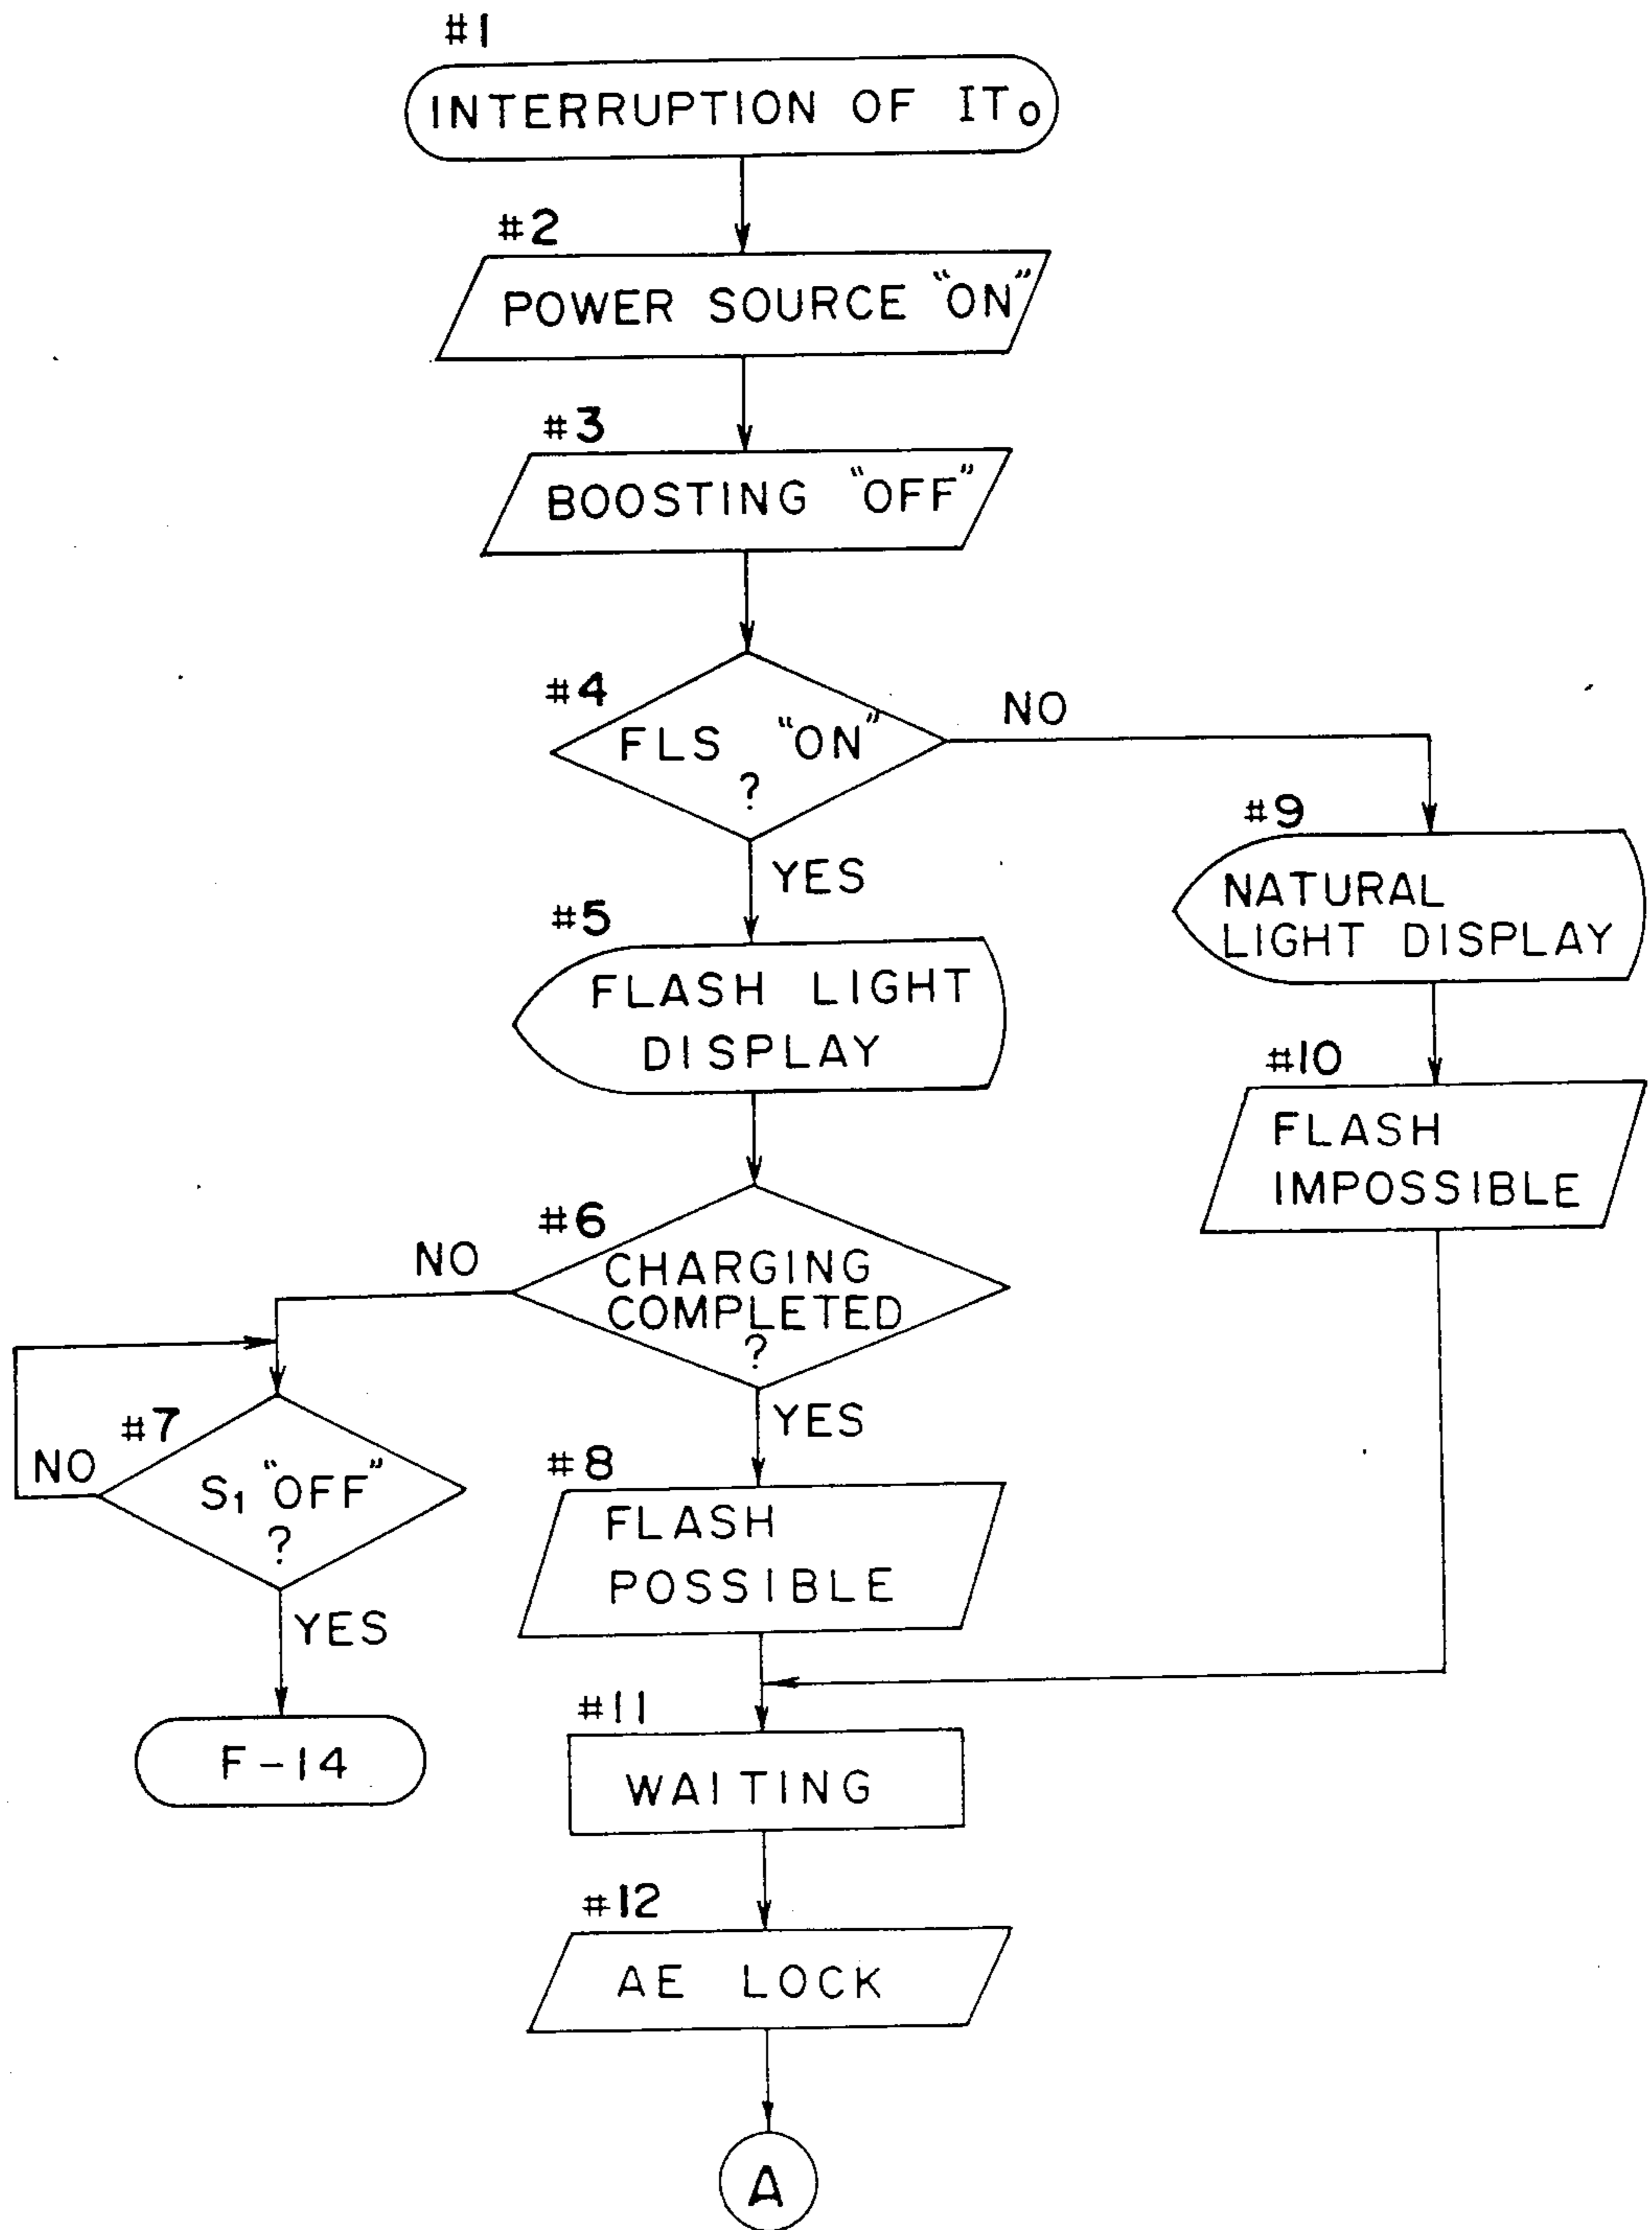 #1
INTERRUPTION OF IT0
#2
POWER SOURCE "ON"
#3
BOOSTING "OFF"
#4
FLS "ON"
?
NO
YES
#5
FLASH LIGHT
DISPLAY
#9
NATURAL
LIGHT DISPLAY
#10
FLASH
IMPOSSIBLE
#6
CHARGING
COMPLETED
?
NO
YES
#7
S1 "OFF"
?
NO
YES
F-14
#8
FLASH
POSSIBLE
#11
WAITING
#12
AE LOCK
A